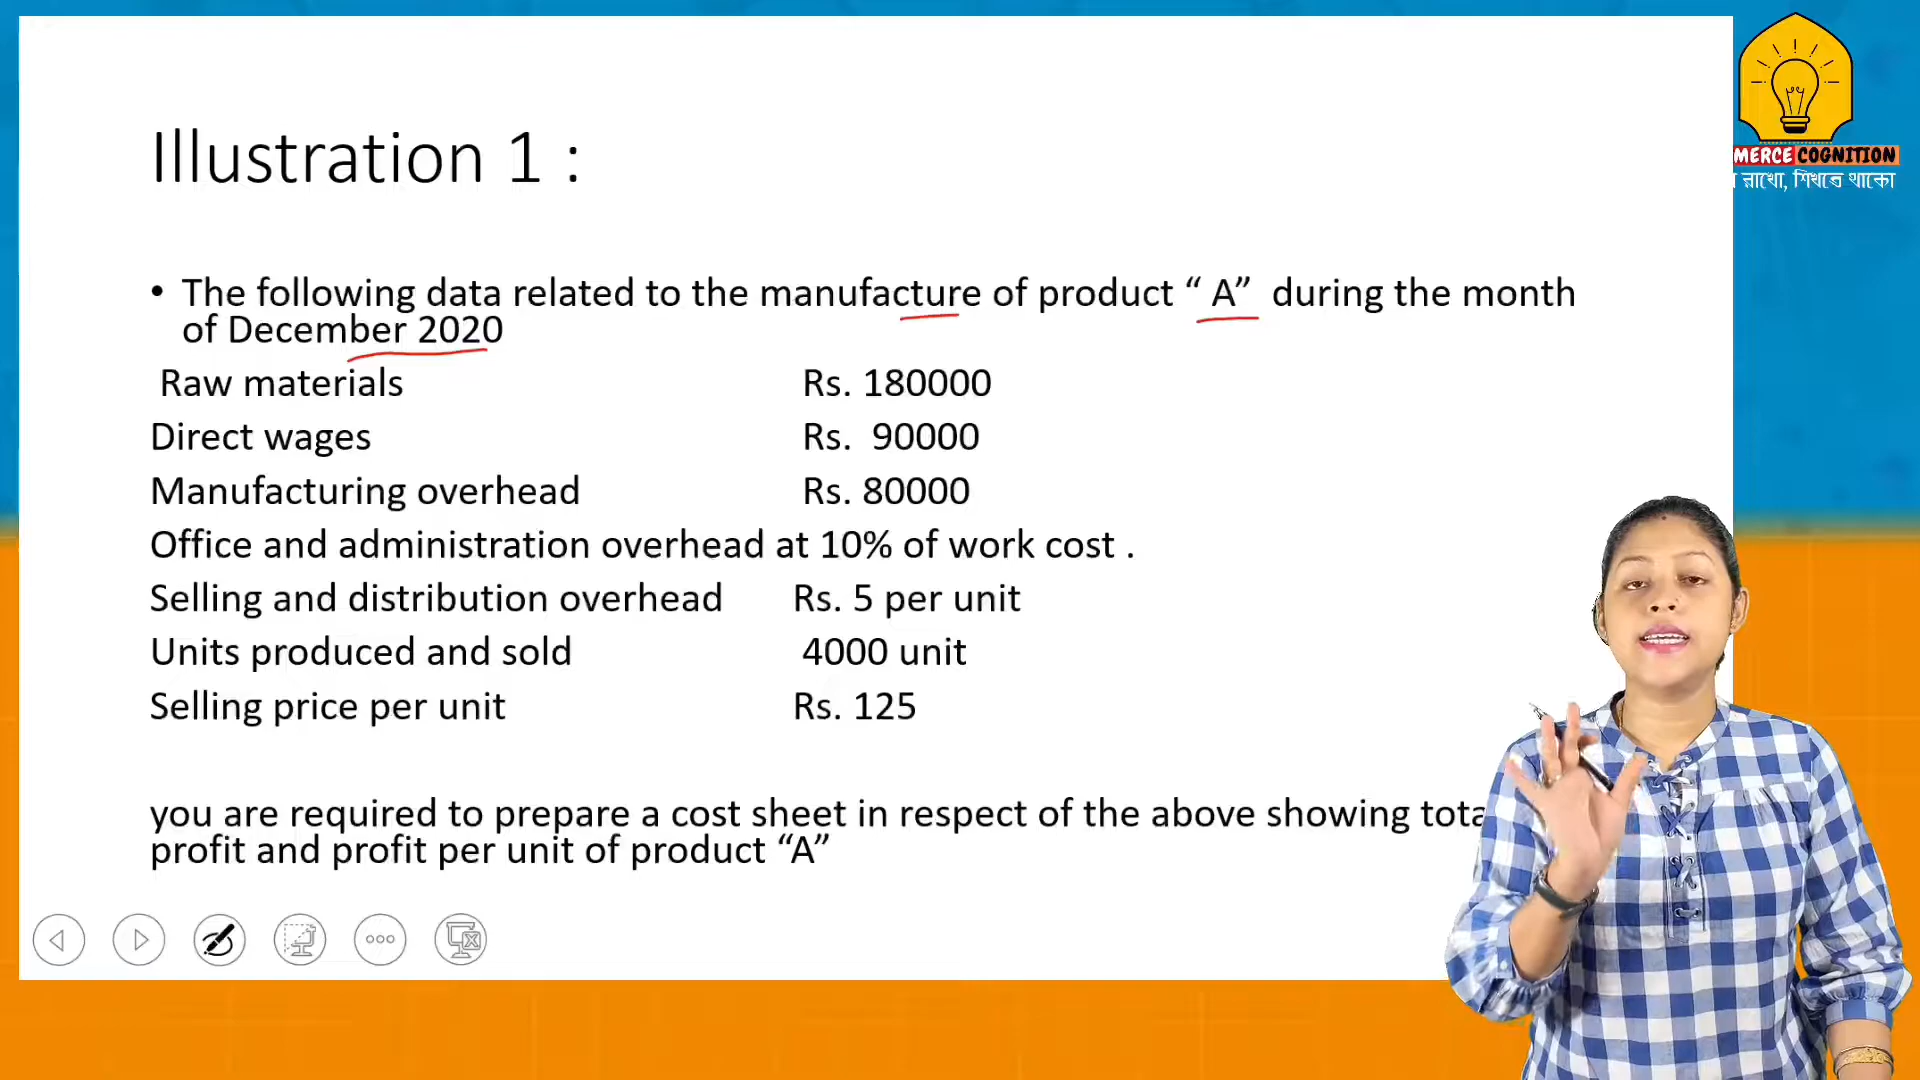 MERCE COGNITION
রাখো, শিখতে থাকো
Illustration 1 :
• The following data related to the manufacture of product “ A” during the month
of December 2020
Raw materials Rs. 180000
Direct wages Rs. 90000
Manufacturing overhead Rs. 80000
Office and administration overhead at 10% of work cost .
Selling and distribution overhead Rs. 5 per unit
Units produced and sold 4000 unit
Selling price per unit Rs. 125
you are required to prepare a cost sheet in respect of the above showing tota
profit and profit per unit of product “A”